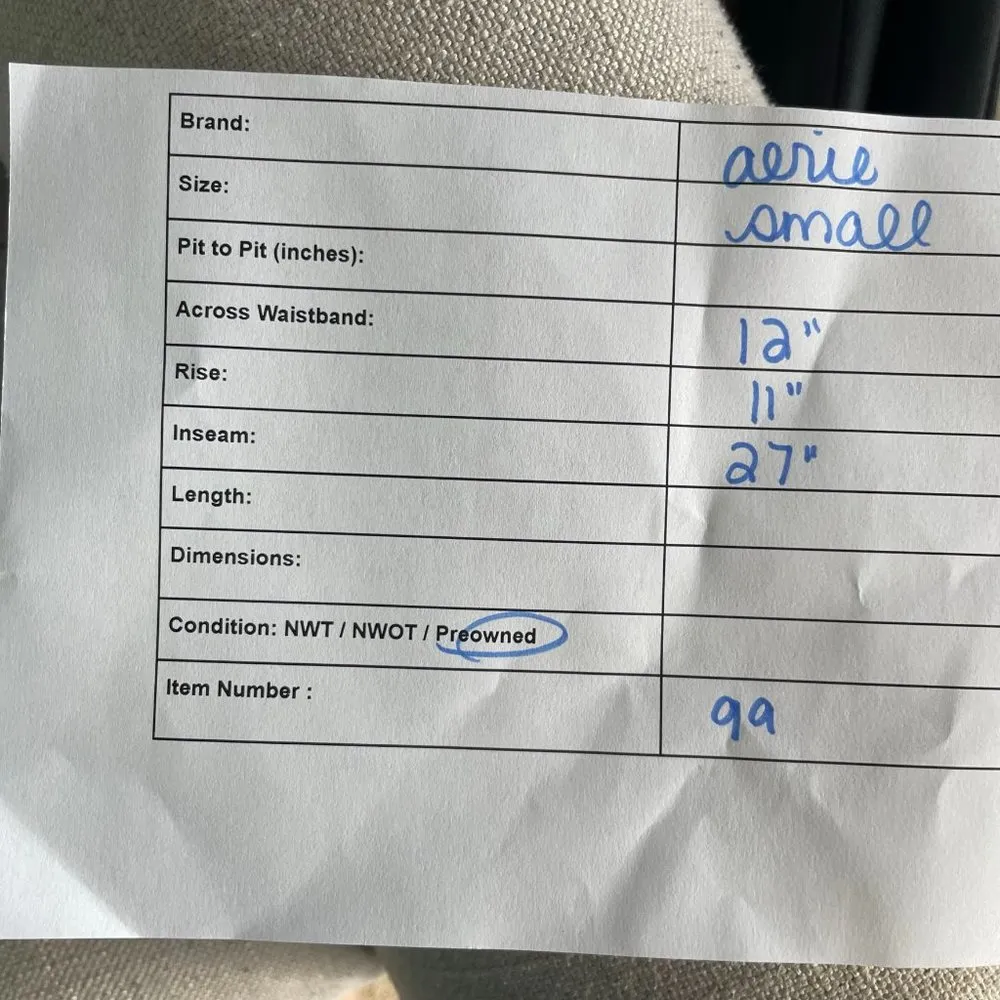 Brand: aerie
Size: small
Pit to Pit (inches):
Across Waistband: 12"
Rise: 11"
Inseam: 27"
Length:
Dimensions:
Condition: NWT / NWOT / Preowned
Item Number : 99